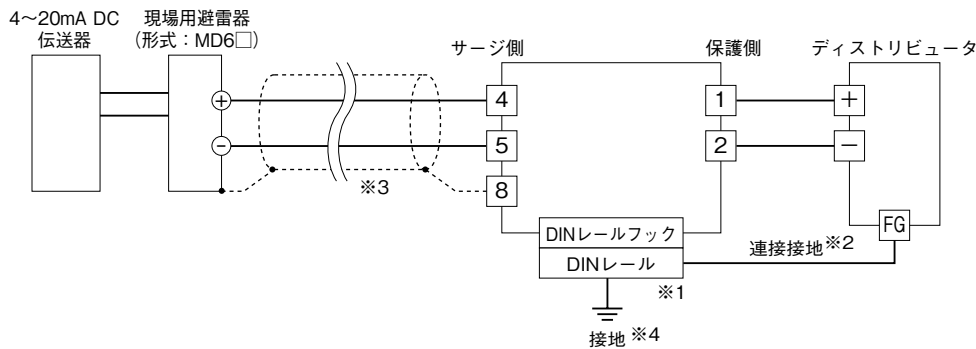 4〜20mA DC
伝送器
現場用避雷器
（形式：MD6□）
サージ側
保護側
ディストリビュータ
＋
－
4
5
8
1
2
＋
－
※3
FG
DINレールフック
DINレール
連接接地※2
※1
接地※4